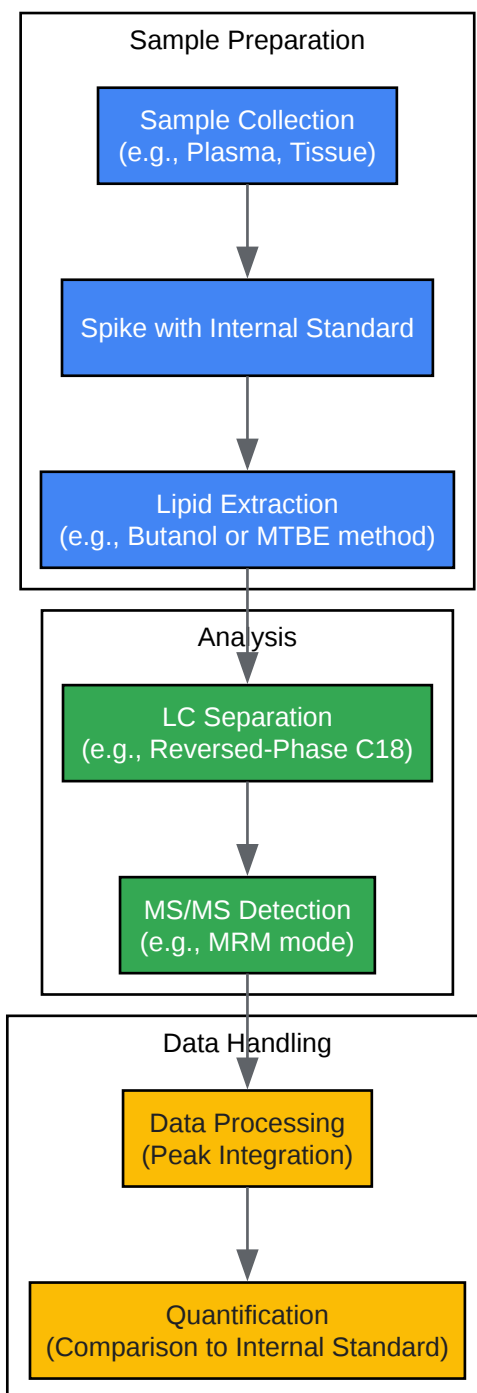 Sample Preparation
Sample Collection
(e.g., Plasma, Tissue)
Spike with Internal Standard
Lipid Extraction
(e.g., Butanol or MTBE method)
Analysis
LC Separation
(e.g., Reversed-Phase C18)
MS/MS Detection
(e.g., MRM mode)
Data Handling
Data Processing
(Peak Integration)
Quantification
(Comparison to Internal Standard)